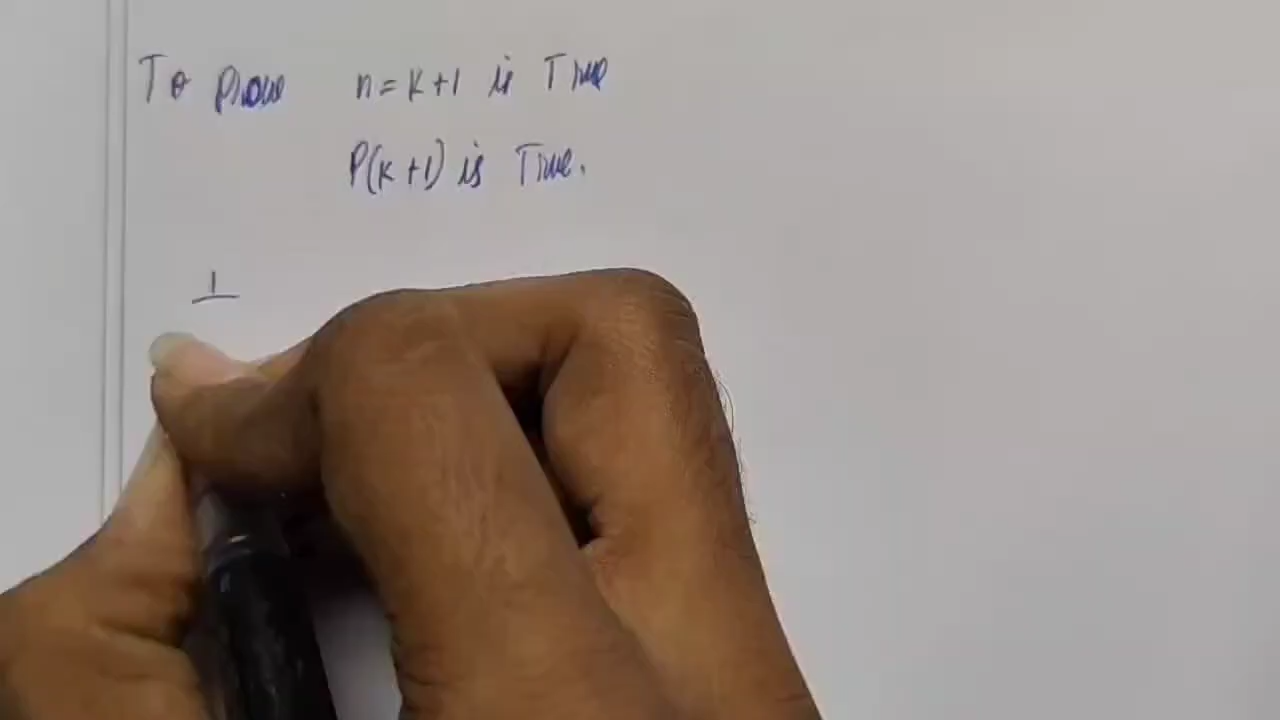 To prove n = k+1 is True
P(k+1) is True.
1